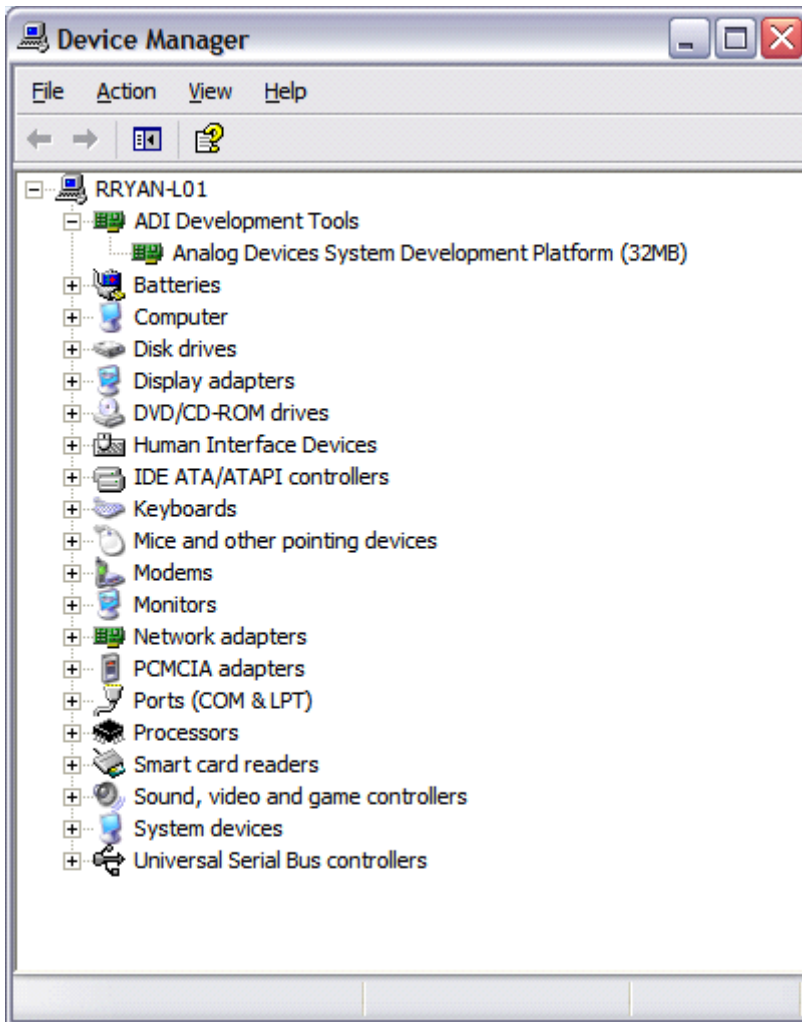 Device Manager
File Action View Help
RRYAN-L01
ADI Development Tools
Analog Devices System Development Platform (32MB)
Batteries
Computer
Disk drives
Display adapters
DVD/CD-ROM drives
Human Interface Devices
IDE ATA/ATAPI controllers
Keyboards
Mice and other pointing devices
Modems
Monitors
Network adapters
PCMCIA adapters
Ports (COM & LPT)
Processors
Smart card readers
Sound, video and game controllers
System devices
Universal Serial Bus controllers